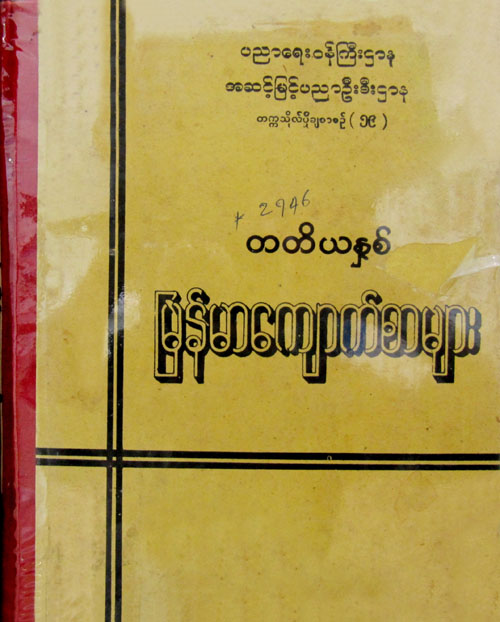 ပညာရေးဝန်ကြီးဌာန
အဆင့်မြင့်ပညာဦးစီးဌာန
တက္ကသိုလ်ပို့ချစာစဉ် ( ၅၉ )
+ 2946
တတိယနှစ်
မြန်မာကျောက်စာများ